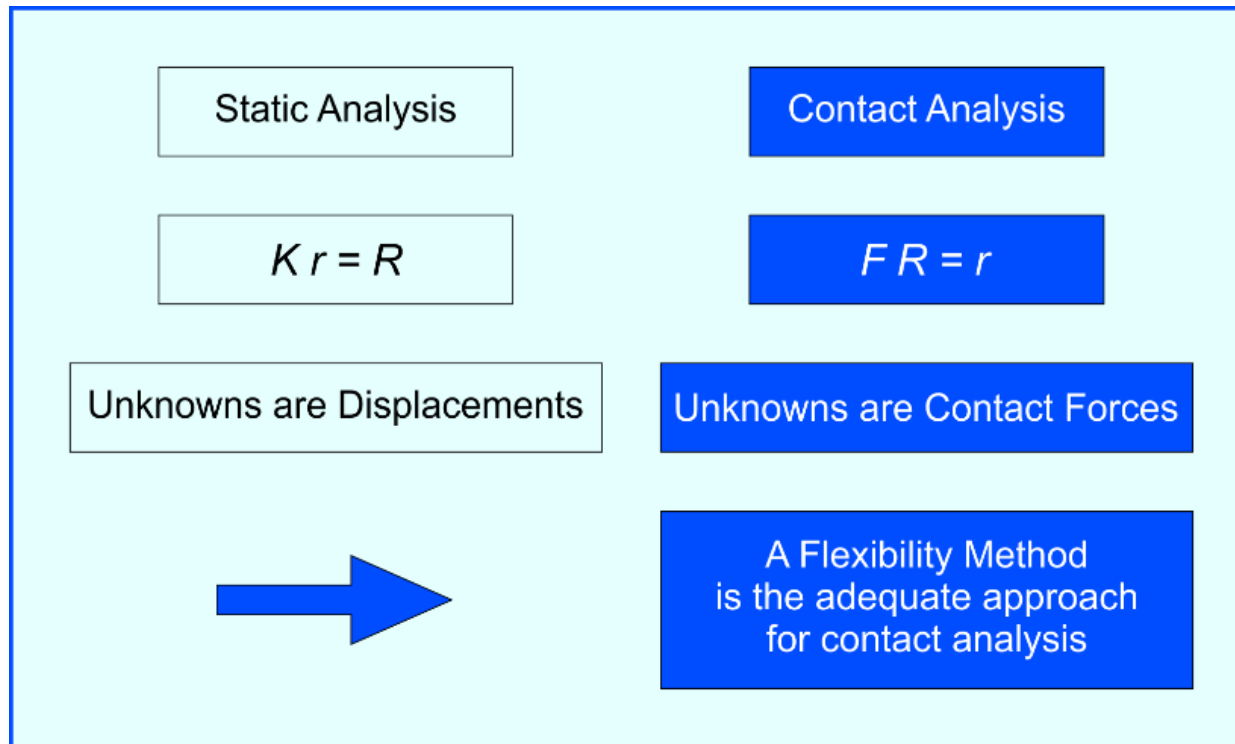 Static Analysis
Contact Analysis
K r = R
F R = r
Unknowns are Displacements
Unknowns are Contact Forces
A Flexibility Method
is the adequate approach
for contact analysis